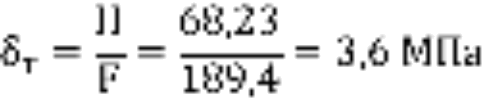 δт = П/F = 68,23/189,4 = 3,6 МПа